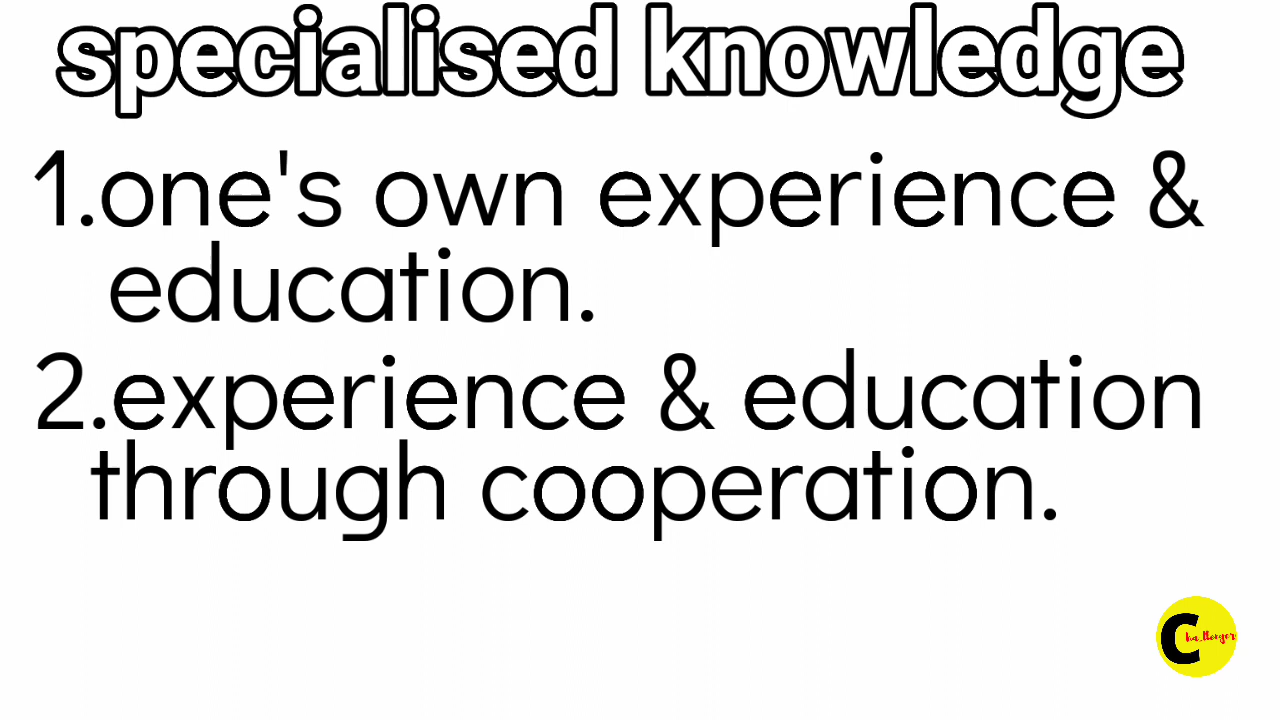 specialised knowledge
1.one's own experience &
education.
2.experience & education
through cooperation.
C